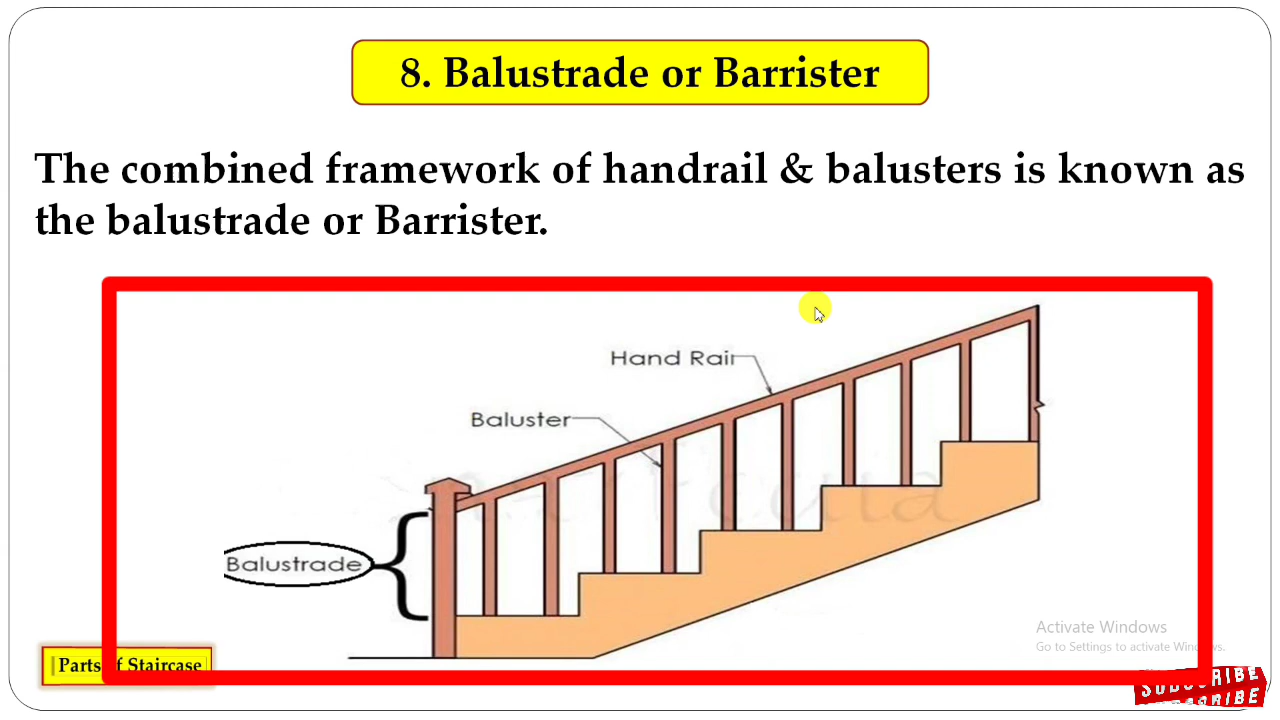 8. Balustrade or Barrister
The combined framework of handrail & balusters is known as
the balustrade or Barrister.
Hand Rail
Baluster
Balustrade
Activate Windows
Go to Settings to activate Windows.
Parts of Staircase
SUBSCRIBE